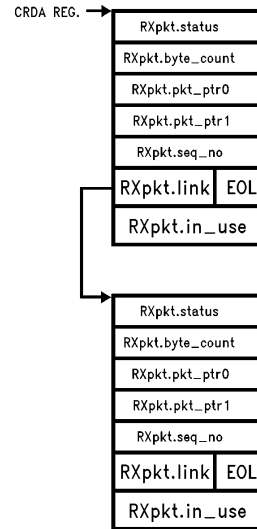 CRDA REG.
RXpkt.status
RXpkt.byte_count
RXpkt.pkt_ptr0
RXpkt.pkt_ptr1
RXpkt.seq_no
RXpkt.link EOL
RXpkt.in_use
RXpkt.status
RXpkt.byte_count
RXpkt.pkt_ptr0
RXpkt.pkt_ptr1
RXpkt.seq_no
RXpkt.link EOL
RXpkt.in_use